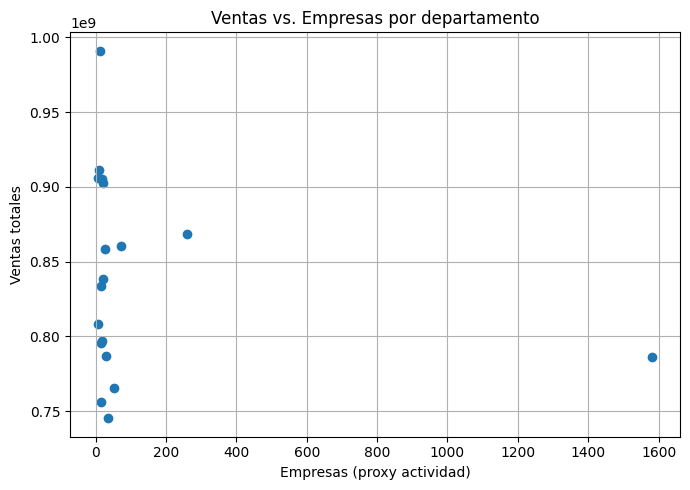 Ventas vs. Empresas por departamento
1e9
1.00
0.95
0.90
0.85
0.80
0.75
Ventas totales
0 200 400 600 800 1000 1200 1400 1600
Empresas (proxy actividad)